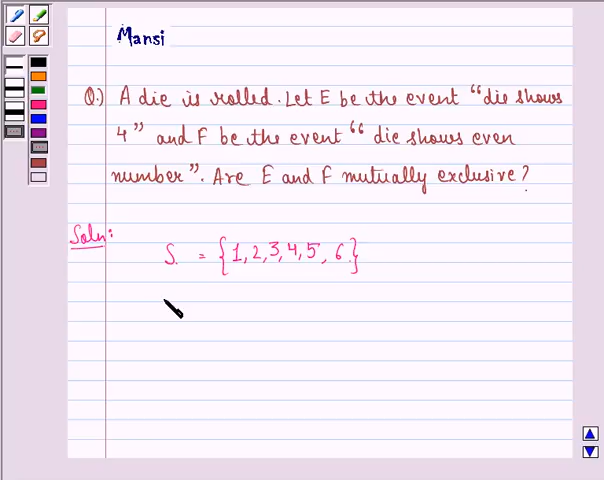 Mansi
Q.) A die is rolled. Let E be the event “die shows
4” and F be the event “ die shows even
number”. Are E and F mutually exclusive?
Soln:
S. = {1, 2, 3, 4, 5, 6.}